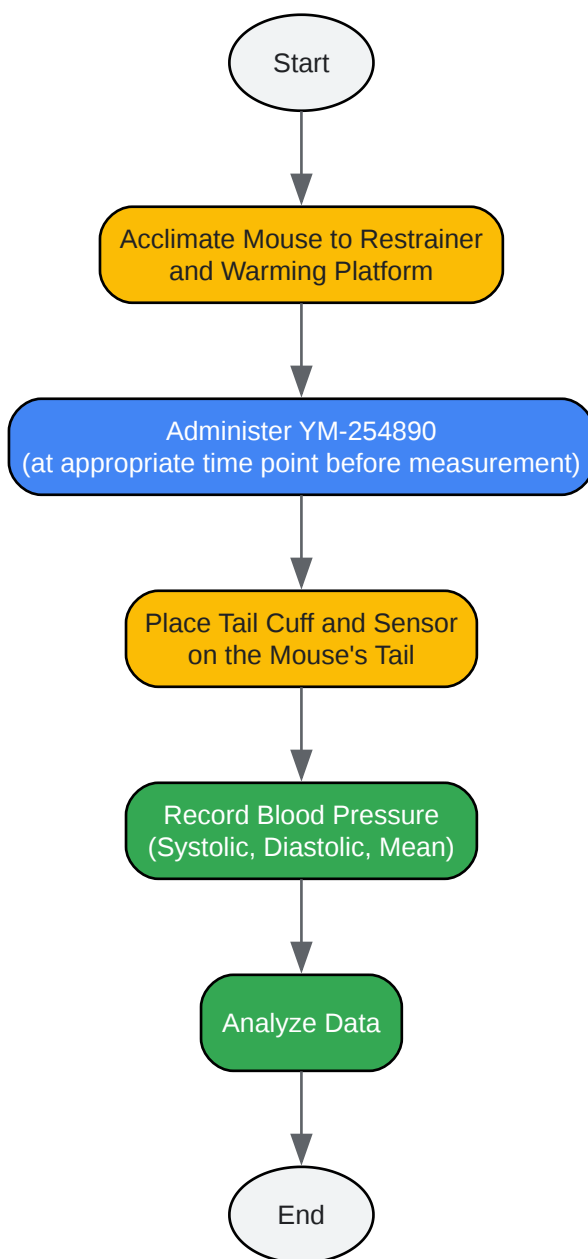 Start
Acclimate Mouse to Restrainer
and Warming Platform
Administer YM-254890
(at appropriate time point before measurement)
Place Tail Cuff and Sensor
on the Mouse's Tail
Record Blood Pressure
(Systolic, Diastolic, Mean)
Analyze Data
End